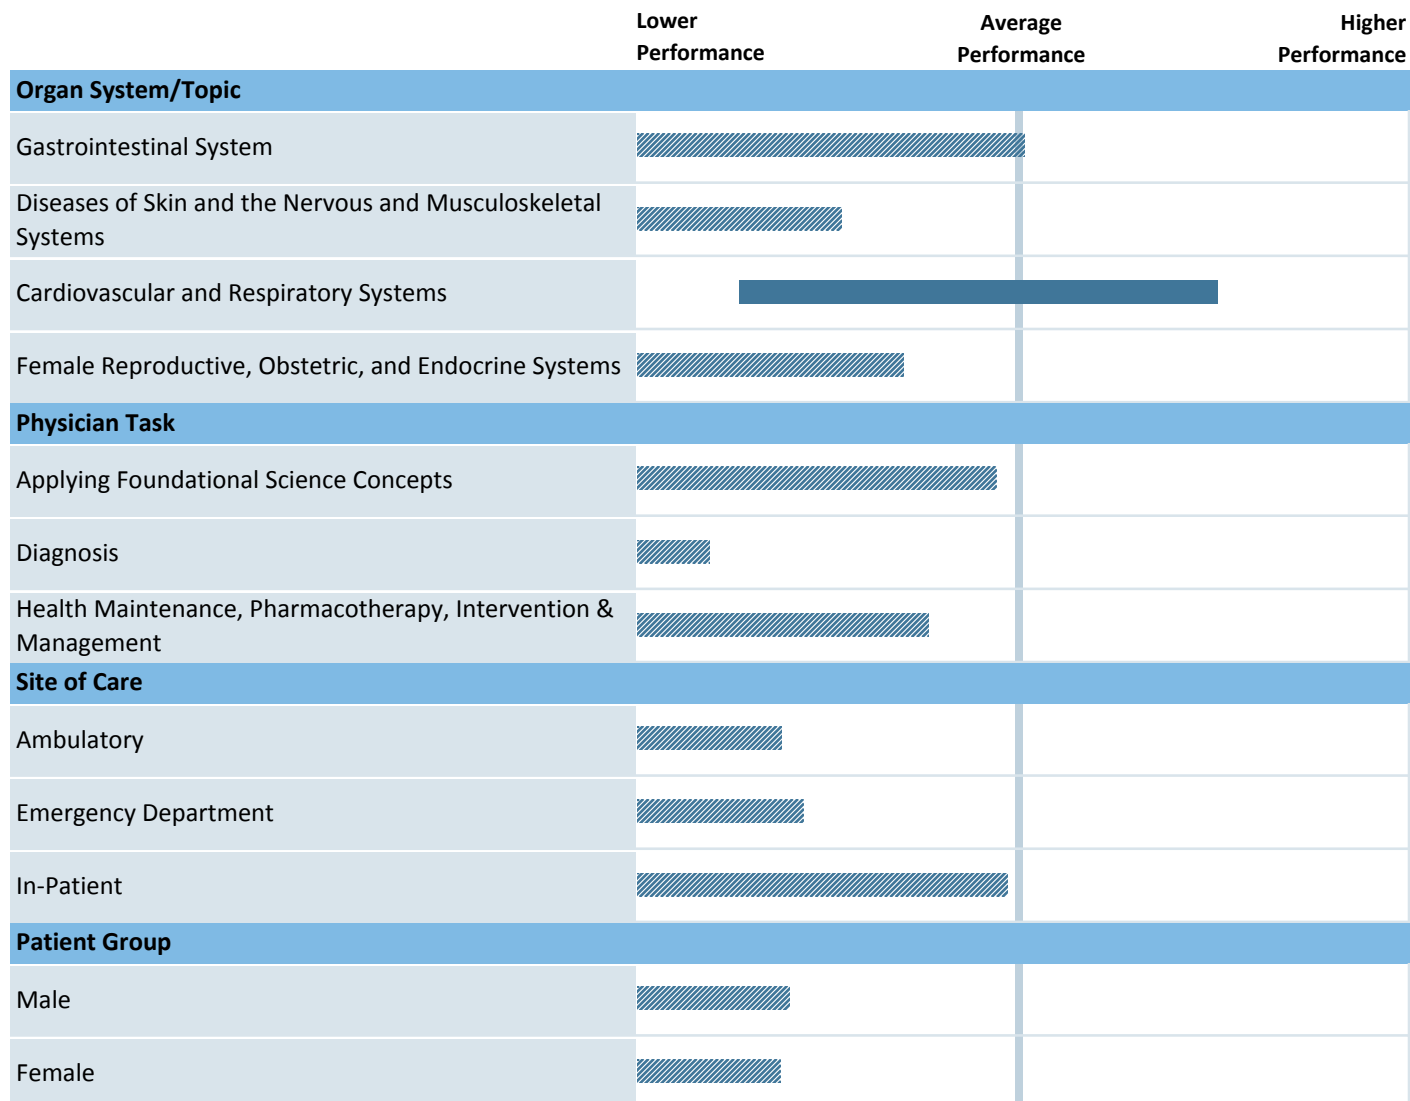 Lower Performance
Average Performance
Higher Performance
Organ System/Topic
Gastrointestinal System
Diseases of Skin and the Nervous and Musculoskeletal
Systems
Cardiovascular and Respiratory Systems
Female Reproductive, Obstetric, and Endocrine Systems
Physician Task
Applying Foundational Science Concepts
Diagnosis
Health Maintenance, Pharmacotherapy, Intervention &
Management
Site of Care
Ambulatory
Emergency Department
In-Patient
Patient Group
Male
Female